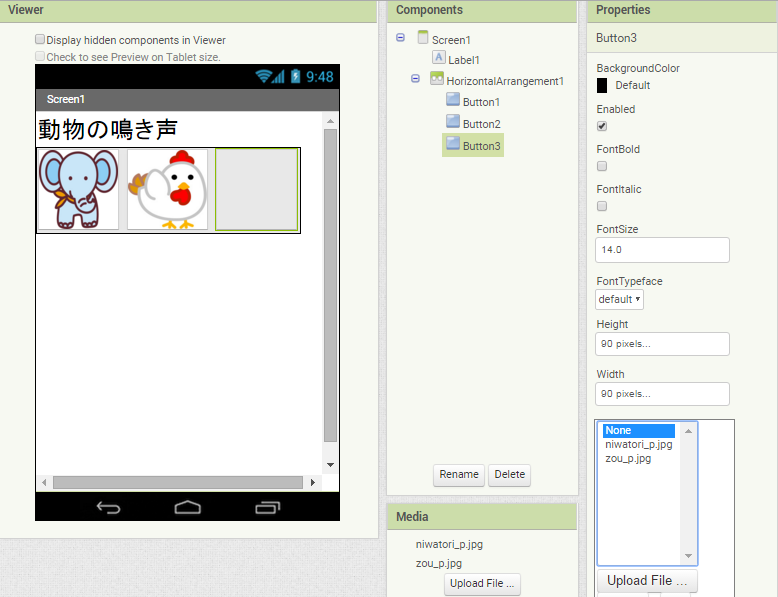 Viewer
Display hidden components in Viewer
Check to see Preview on Tablet size.
9:48
Screen1
動物の鳴き声
Components
Screen1
A Label1
HorizontalArrangement1
Button1
Button2
Button3
Rename Delete
Media
niwatori_p.jpg
zou_p.jpg
Upload File ...
Properties
Button3
BackgroundColor
Default
Enabled
FontBold
FontItalic
FontSize
14.0
FontTypeface
default
Height
90 pixels...
Width
90 pixels...
None
niwatori_p.jpg
zou_p.jpg
Upload File ...